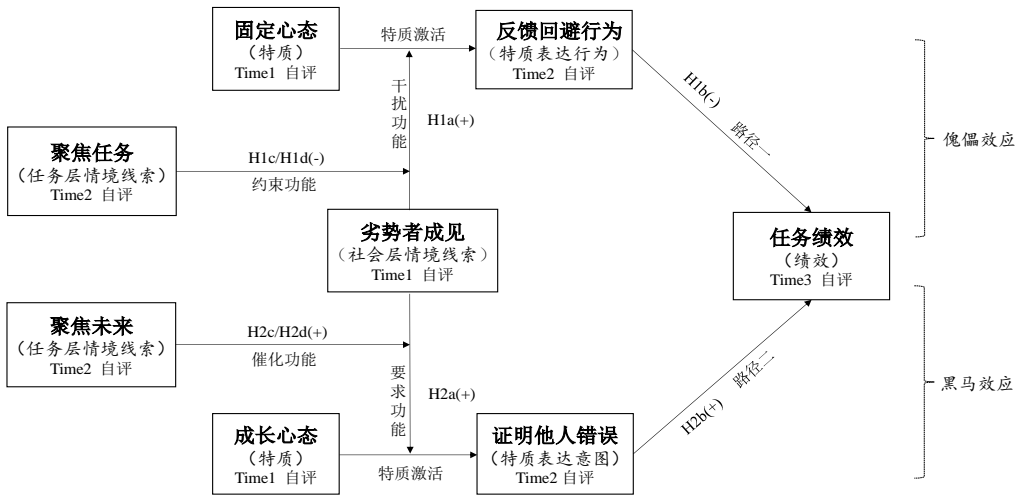 固定心态
（特质）
Time1 自评
特质激活
反馈回避行为
（特质表达行为）
Time2 自评
干扰功能
H1a(+)
H1b(-)
路径一
傀儡效应
聚焦任务
（任务层情境线索）
Time2 自评
H1c/H1d(-)
约束功能
劣势者成见
（社会层情境线索）
Time1 自评
任务绩效
（绩效）
Time3 自评
聚焦未来
（任务层情境线索）
Time2 自评
H2c/H2d(+)
催化功能
要求功能
H2a(+)
H2b(+)
路径二
黑马效应
成长心态
（特质）
Time1 自评
特质激活
证明他人错误
（特质表达意图）
Time2 自评